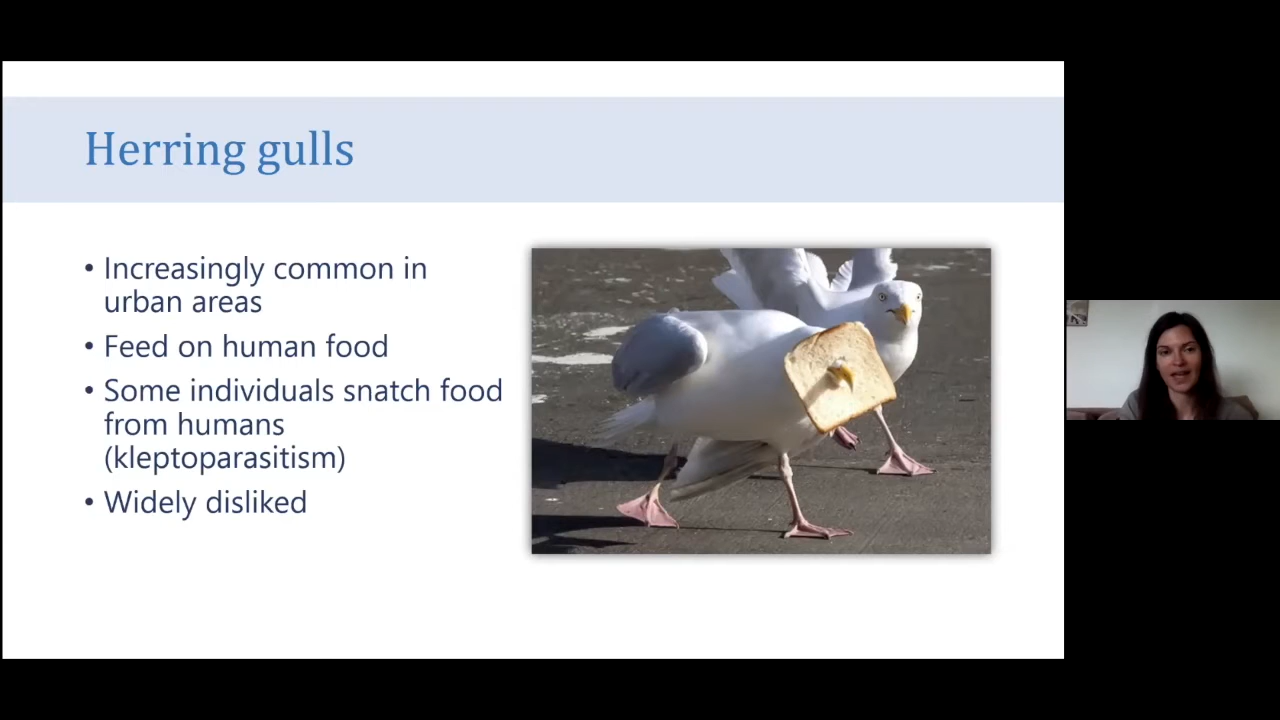 Herring gulls
• Increasingly common in
urban areas
• Feed on human food
• Some individuals snatch food
from humans
(kleptoparasitism)
• Widely disliked